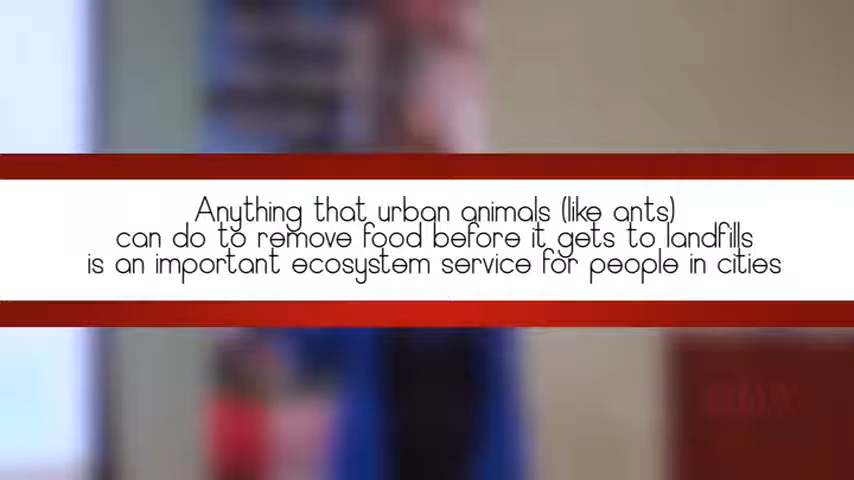 Anything that urban animals (like ants)
can do to remove food before it gets to landfills
is an important ecosystem service for people in cities